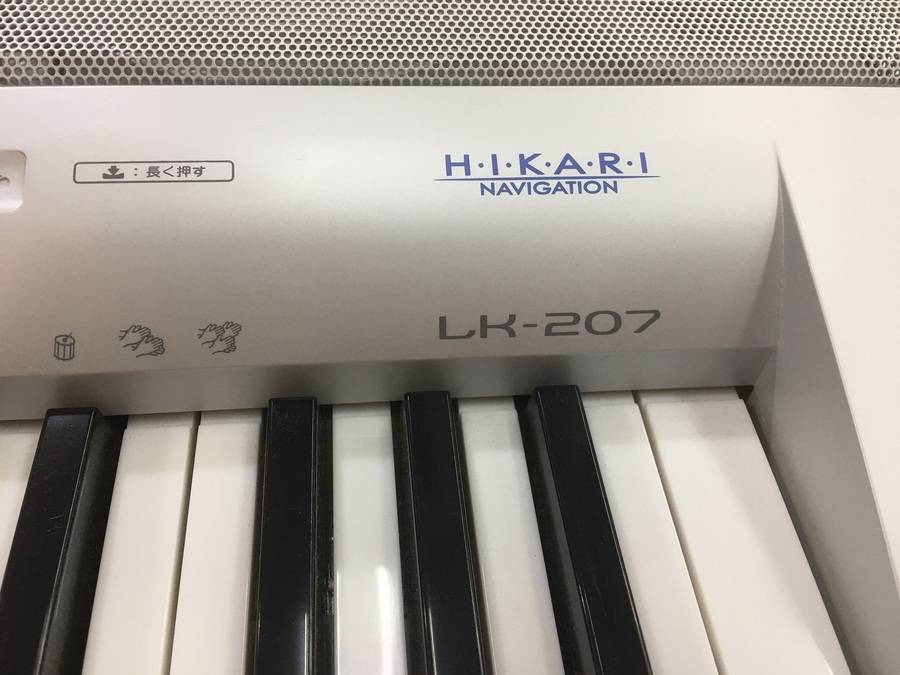 ：長く押す
H·I·K·A·R·I
NAVIGATION
LK-207